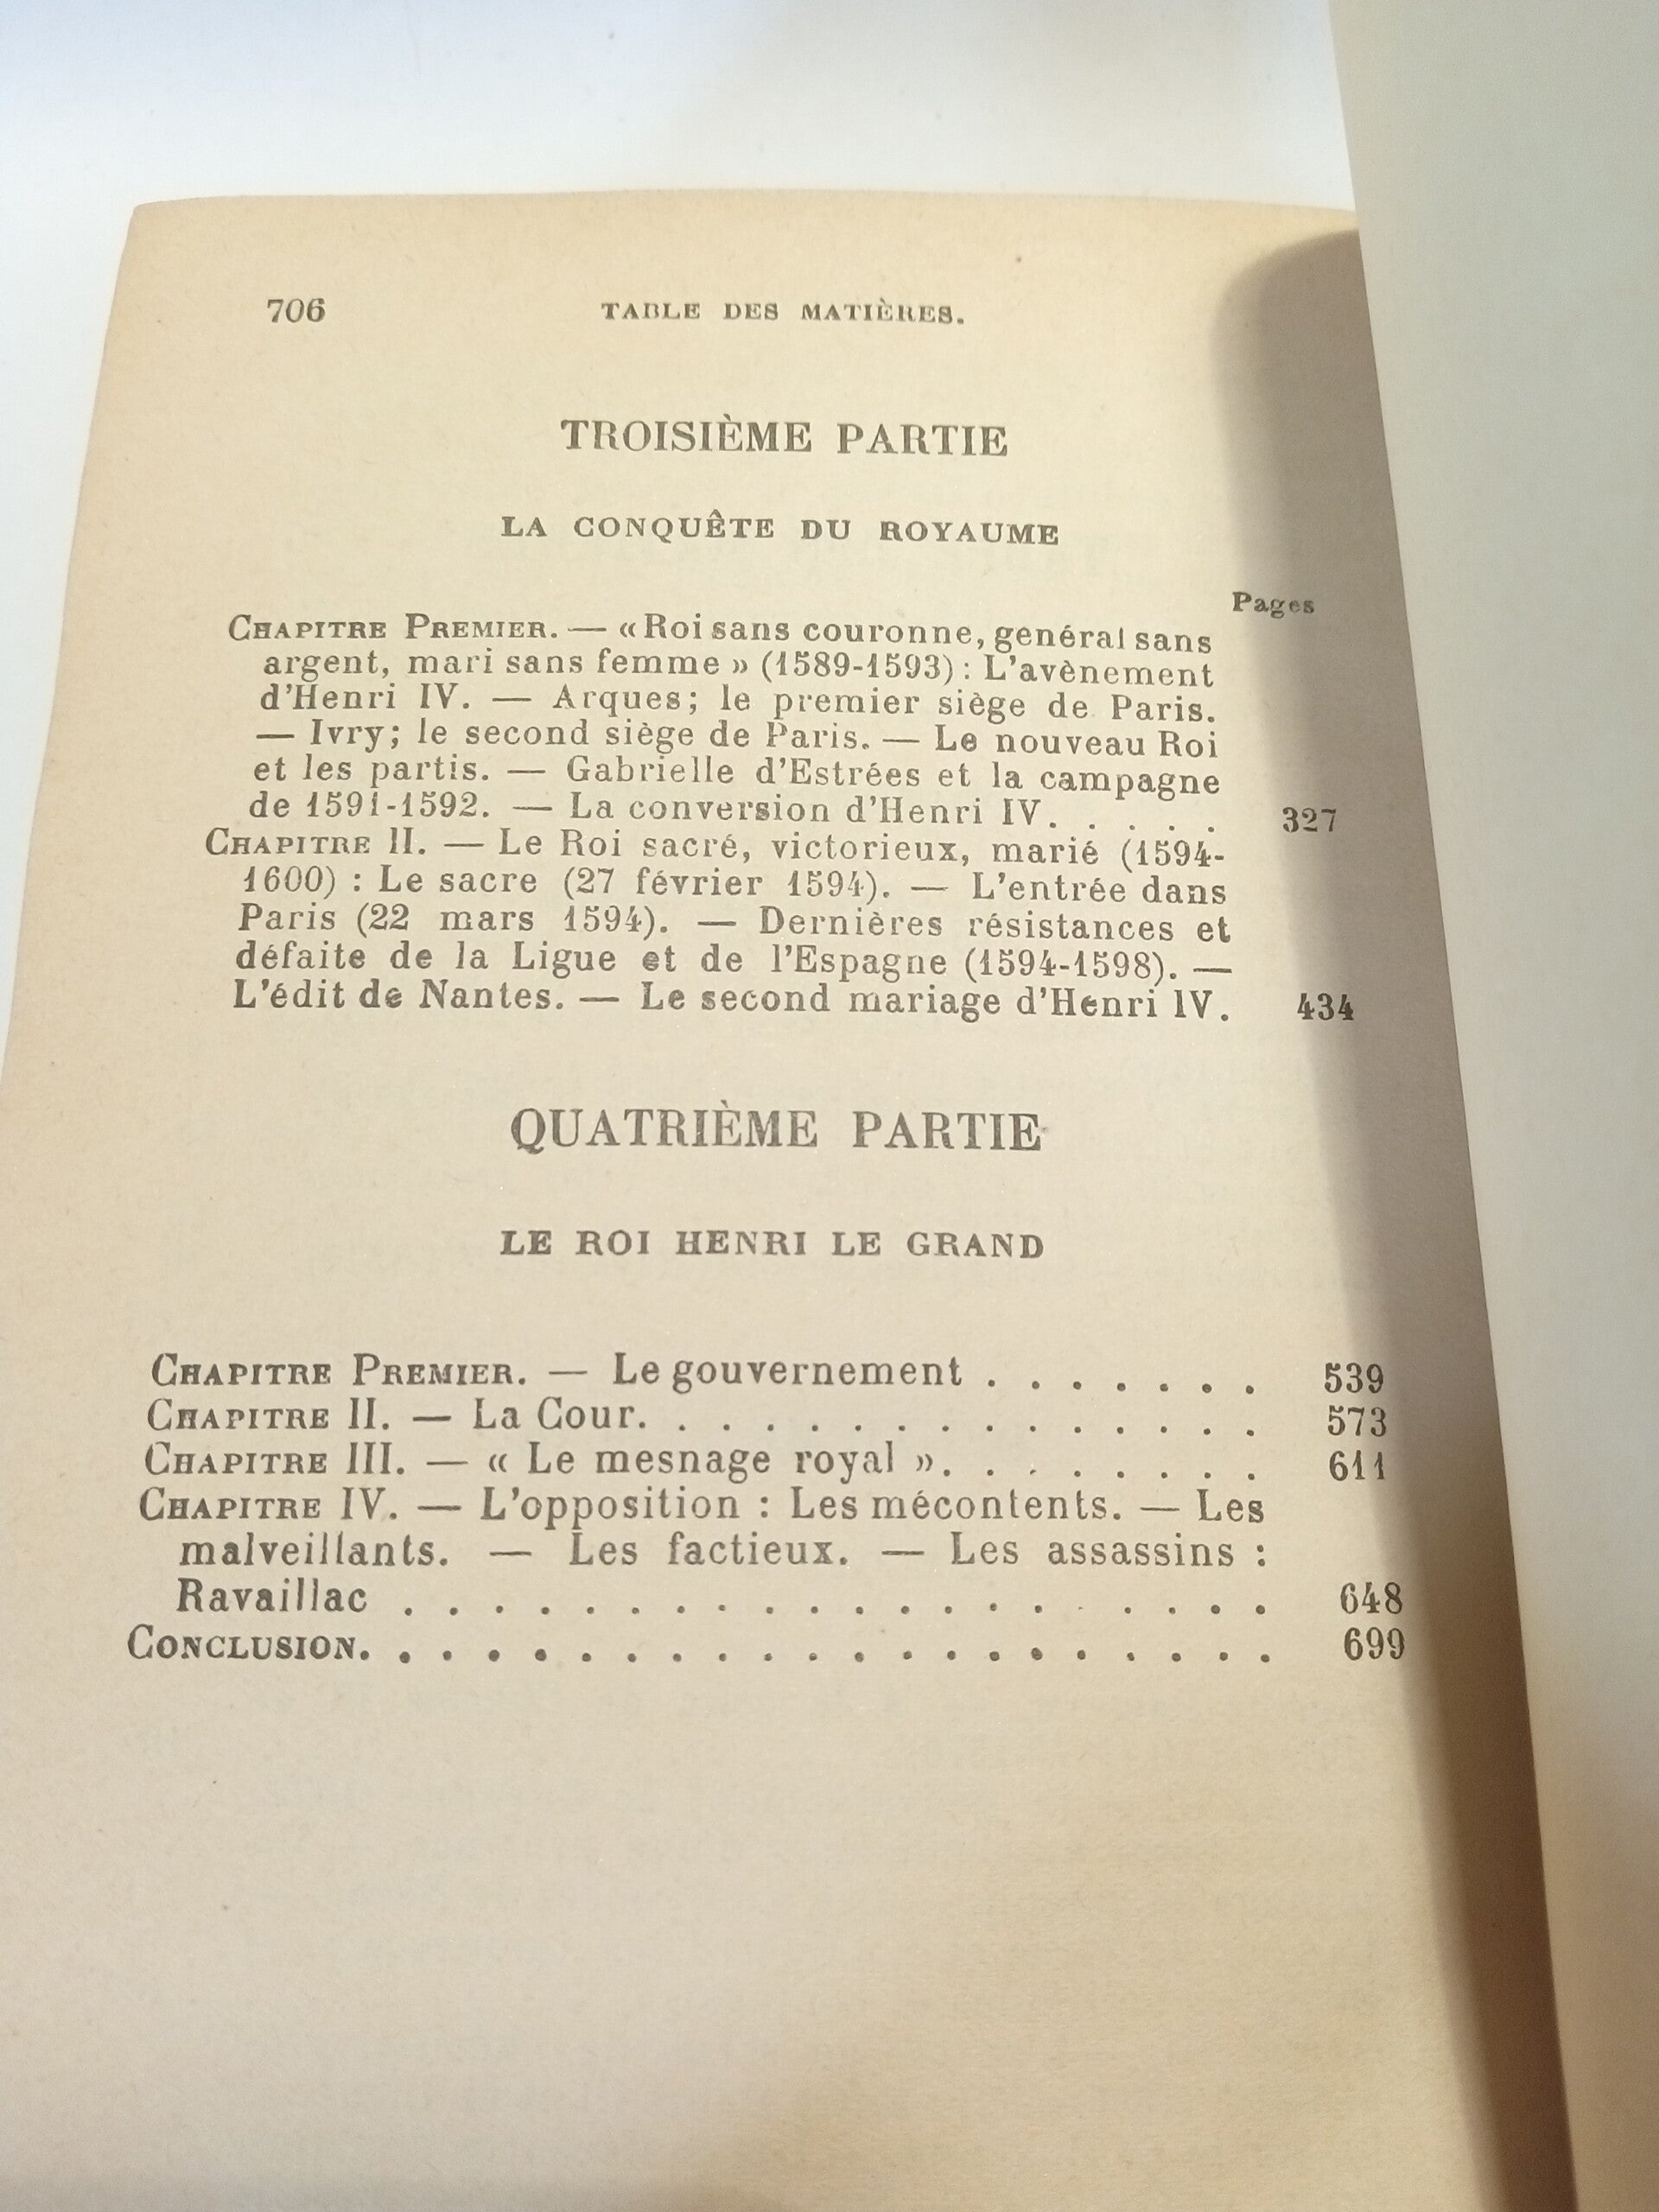 706 TABLE DES MATIÈRES.
TROISIÈME PARTIE
LA CONQUÊTE DU ROYAUME
Pages
CHAPITRE PREMIER. — « Roi sans couronne, genéral sans
argent, mari sans femme » (1589-1593) : L'avènement
d'Henri IV. — Arques; le premier siège de Paris.
— Ivry; le second siège de Paris. — Le nouveau Roi
et les partis. — Gabrielle d'Estrées et la campagne
de 1591-1592. — La conversion d'Henri IV. . . . . 327
CHAPITRE II. — Le Roi sacré, victorieux, marié (1594-
1600) : Le sacre (27 février 1594). — L'entrée dans
Paris (22 mars 1594). — Dernières résistances et
défaite de la Ligue et de l'Espagne (1594-1598). —
L'édit de Nantes. — Le second mariage d'Henri IV. 434
QUATRIÈME PARTIE
LE ROI HENRI LE GRAND
CHAPITRE PREMIER. — Le gouvernement . . . . . . . 539
CHAPITRE II. — La Cour. . . . . . . . . . . . . . . 573
CHAPITRE III. — « Le mesnage royal ». . . . . . . . 611
CHAPITRE IV. — L'opposition : Les mécontents. — Les
malveillants. — Les factieux. — Les assassins :
Ravaillac . . . . . . . . . . . . . . . . . . . . 648
CONCLUSION. . . . . . . . . . . . . . . . . . . . . 699